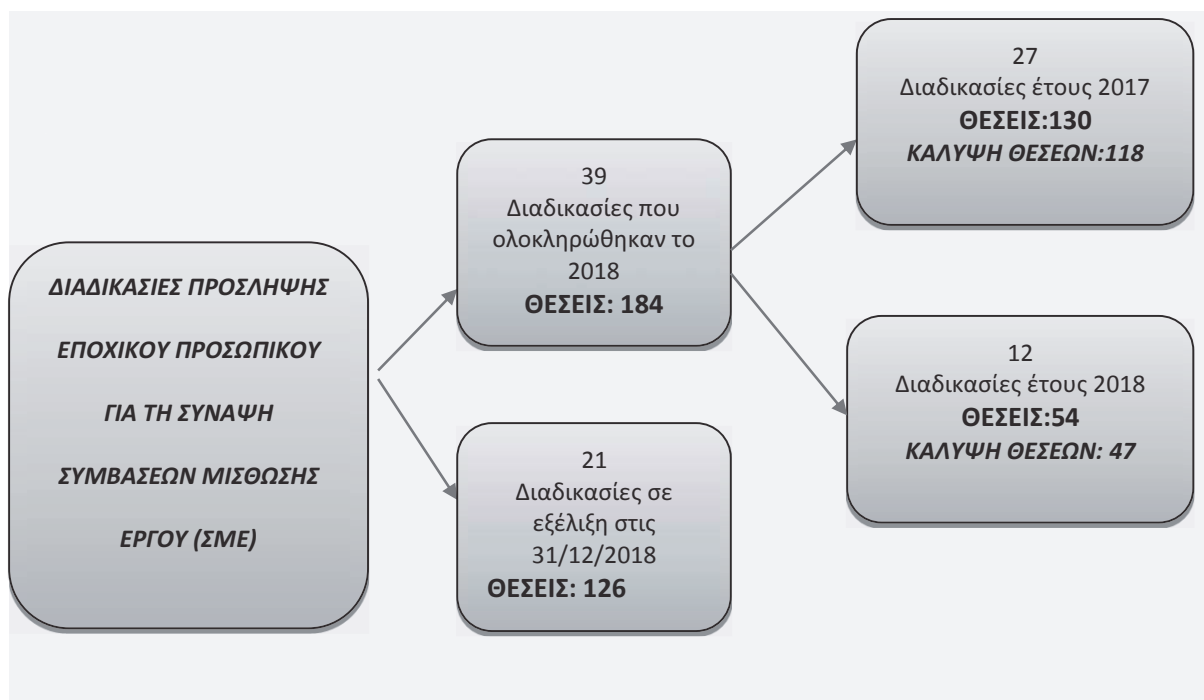 ΔΙΑΔΙΚΑΣΙΕΣ ΠΡΟΣΛΗΨΗΣ
ΕΠΟΧΙΚΟΥ ΠΡΟΣΩΠΙΚΟΥ
ΓΙΑ ΤΗ ΣΥΝΑΨΗ
ΣΥΜΒΑΣΕΩΝ ΜΙΣΘΩΣΗΣ
ΕΡΓΟΥ (ΣΜΕ)
39
Διαδικασίες που
ολοκληρώθηκαν το
2018
ΘΕΣΕΙΣ: 184
21
Διαδικασίες σε
εξέλιξη στις
31/12/2018
ΘΕΣΕΙΣ: 126
27
Διαδικασίες έτους 2017
ΘΕΣΕΙΣ:130
ΚΑΛΥΨΗ ΘΕΣΕΩΝ:118
12
Διαδικασίες έτους 2018
ΘΕΣΕΙΣ:54
ΚΑΛΥΨΗ ΘΕΣΕΩΝ: 47